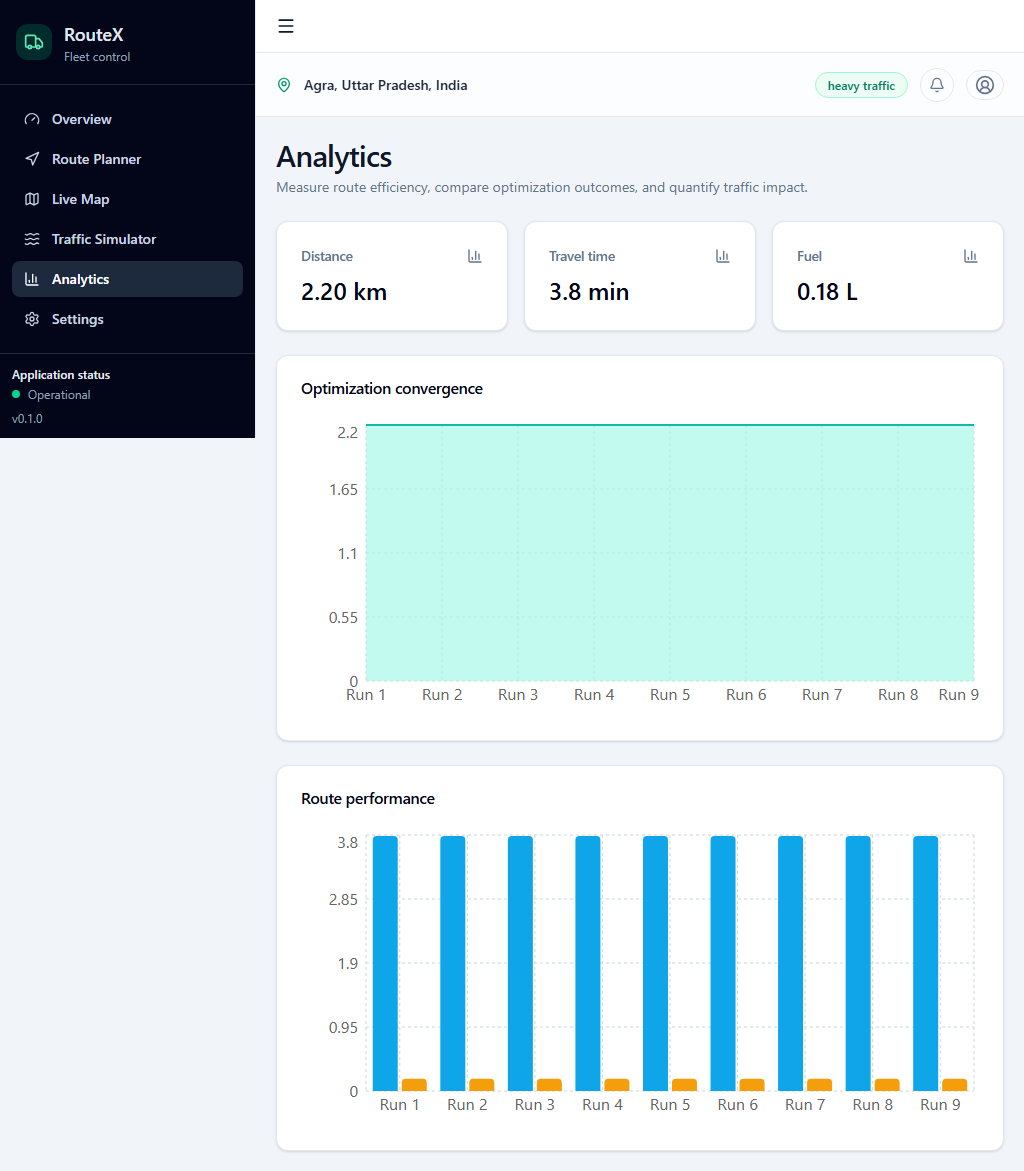 RouteX
Fleet control
Overview
Route Planner
Live Map
Traffic Simulator
Analytics
Settings
Application status
Operational
v0.1.0
Agra, Uttar Pradesh, India
heavy traffic
Analytics
Measure route efficiency, compare optimization outcomes, and quantify traffic impact.
Distance
2.20 km
Travel time
3.8 min
Fuel
0.18 L
Optimization convergence
2.2
1.65
1.1
0.55
0
Run 1 Run 2 Run 3 Run 4 Run 5 Run 6 Run 7 Run 8 Run 9
Route performance
3.8
2.85
1.9
0.95
0
Run 1 Run 2 Run 3 Run 4 Run 5 Run 6 Run 7 Run 8 Run 9